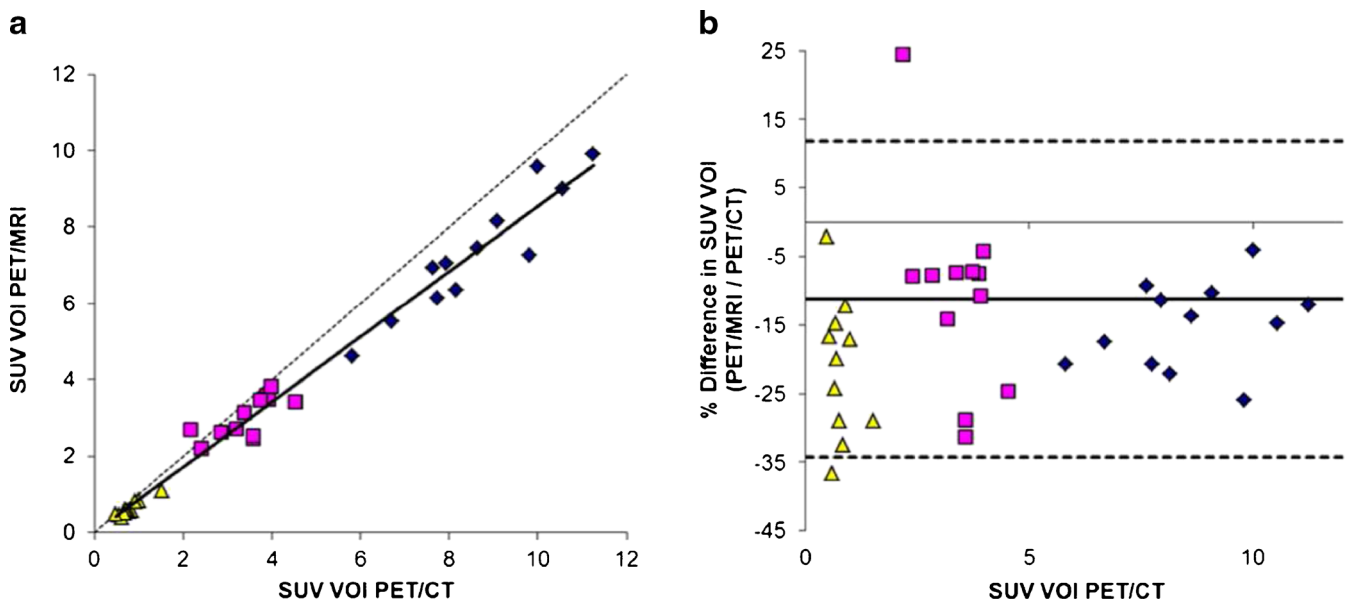 a
12
10
8
6
4
2
0
0 2 4 6 8 10 12
SUV VOI PET/MRI
SUV VOI PET/CT
b
25
15
5
-5
-15
-25
-35
-45
0 5 10
% Difference in SUV VOI
(PET/MRI / PET/CT)
SUV VOI PET/CT